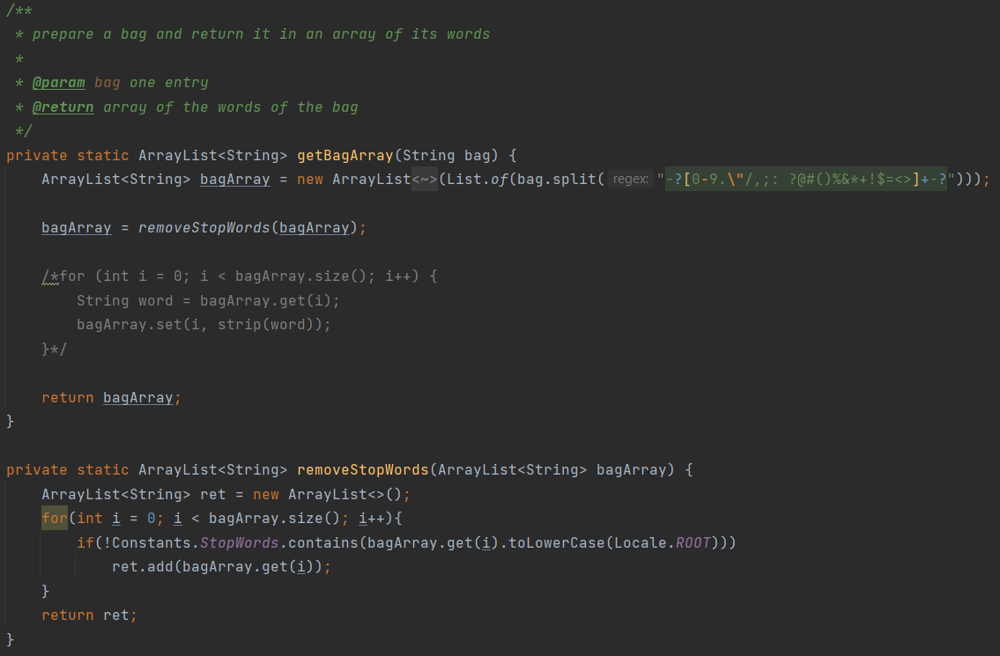 /**
 * prepare a bag and return it in an array of its words
 *
 * @param bag one entry
 * @return array of the words of the bag
 */
private static ArrayList<String> getBagArray(String bag) {
    ArrayList<String> bagArray = new ArrayList<~>(List.of(bag.split( regex: "-?[0-9.\"/,;: ?@#()%&*+!$=<>]+-?")));

    bagArray = removeStopWords(bagArray);

    /*for (int i = 0; i < bagArray.size(); i++) {
        String word = bagArray.get(i);
        bagArray.set(i, strip(word));
    }*/

    return bagArray;
}

private static ArrayList<String> removeStopWords(ArrayList<String> bagArray) {
    ArrayList<String> ret = new ArrayList<>();
    for(int i = 0; i < bagArray.size(); i++){
        if(!Constants.StopWords.contains(bagArray.get(i).toLowerCase(Locale.ROOT)))
            ret.add(bagArray.get(i));
    }
    return ret;
}